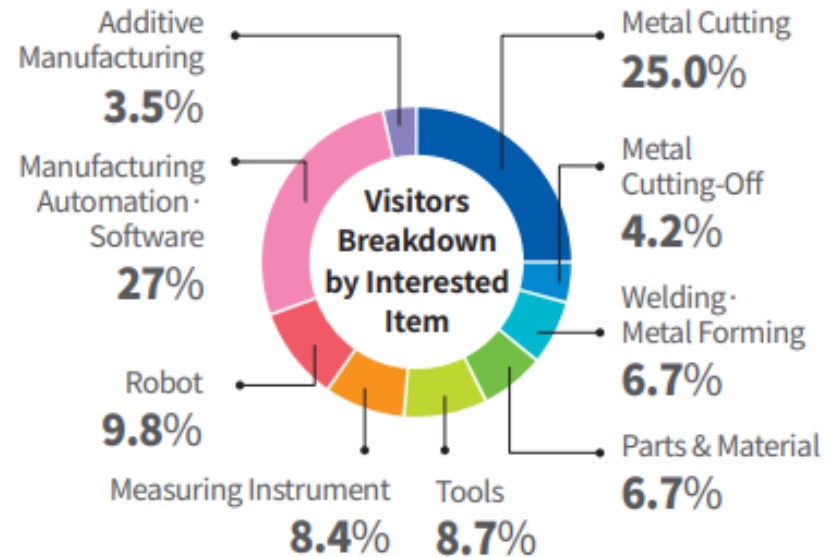 Visitors
Breakdown
by Interested
Item
Metal Cutting
25.0%
Metal
Cutting-Off
4.2%
Welding·
Metal Forming
6.7%
Parts & Material
6.7%
Tools
8.7%
Measuring Instrument
8.4%
Robot
9.8%
Manufacturing
Automation·
Software
27%
Additive
Manufacturing
3.5%